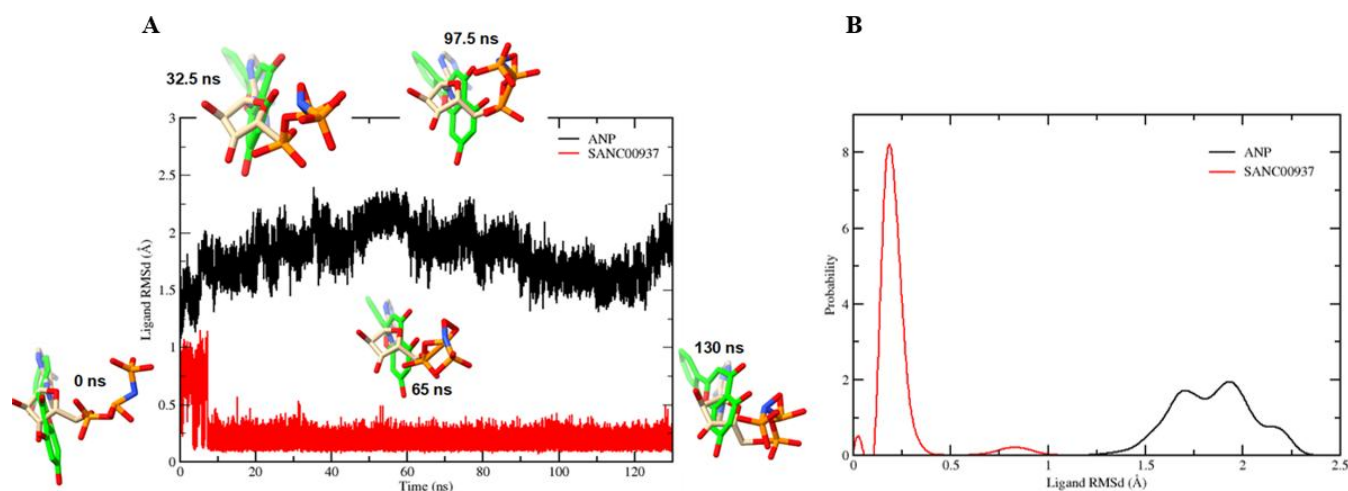 A
B
32.5 ns
97.5 ns
0 ns
65 ns
130 ns
ANP
SANC00937
3
2.5
2
1.5
1
0.5
0
Ligand RMSd (Å)
0
20
40
60
80
100
120
Time (ns)
ANP
SANC00937
8
6
4
2
0
Probability
0
0.5
1
1.5
2
2.5
Ligand RMSd (Å)